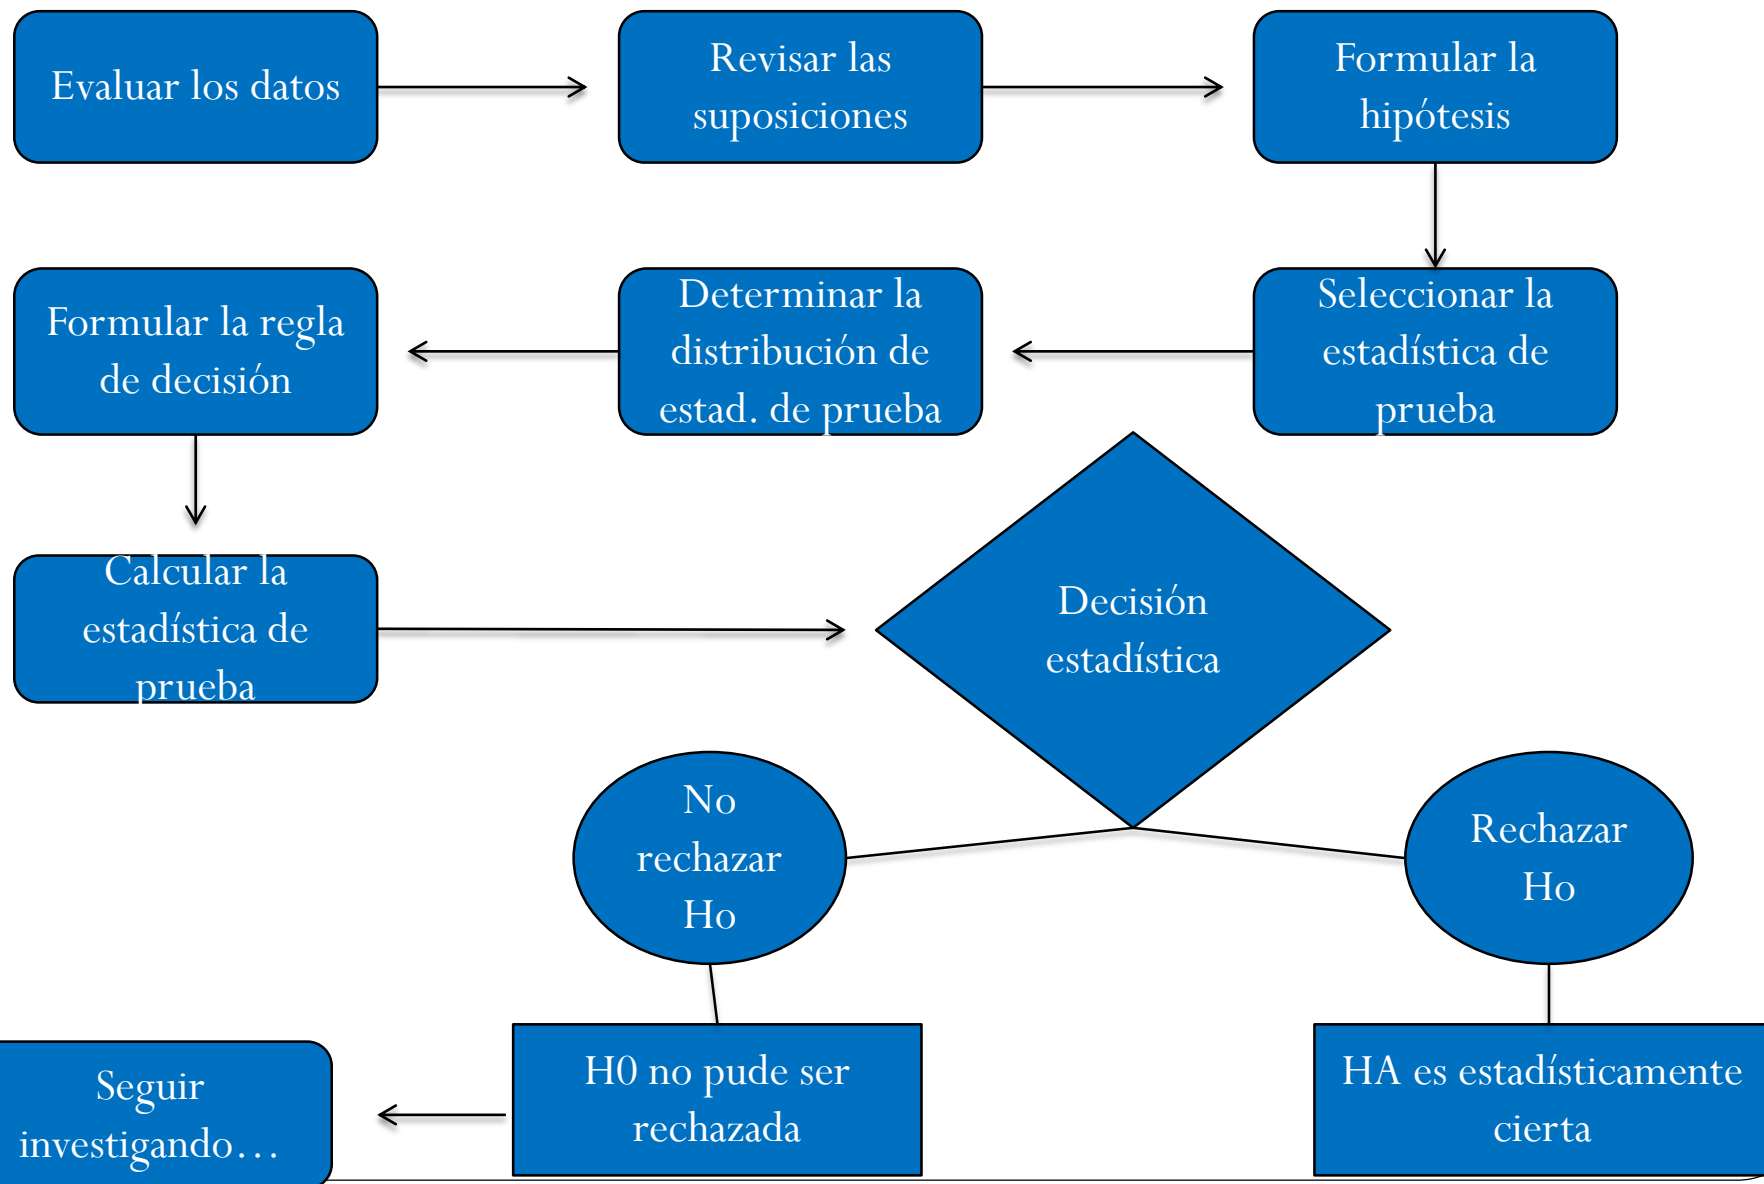 Evaluar los datos
Revisar las
suposiciones
Formular la
hipótesis
Seleccionar la
estadística de
prueba
Determinar la
distribución de
estad. de prueba
Formular la regla
de decisión
Calcular la
estadística de
prueba
Decisión
estadística
No
rechazar
Ho
Rechazar
Ho
H0 no pude ser
rechazada
HA es estadísticamente
cierta
Seguir
investigando…